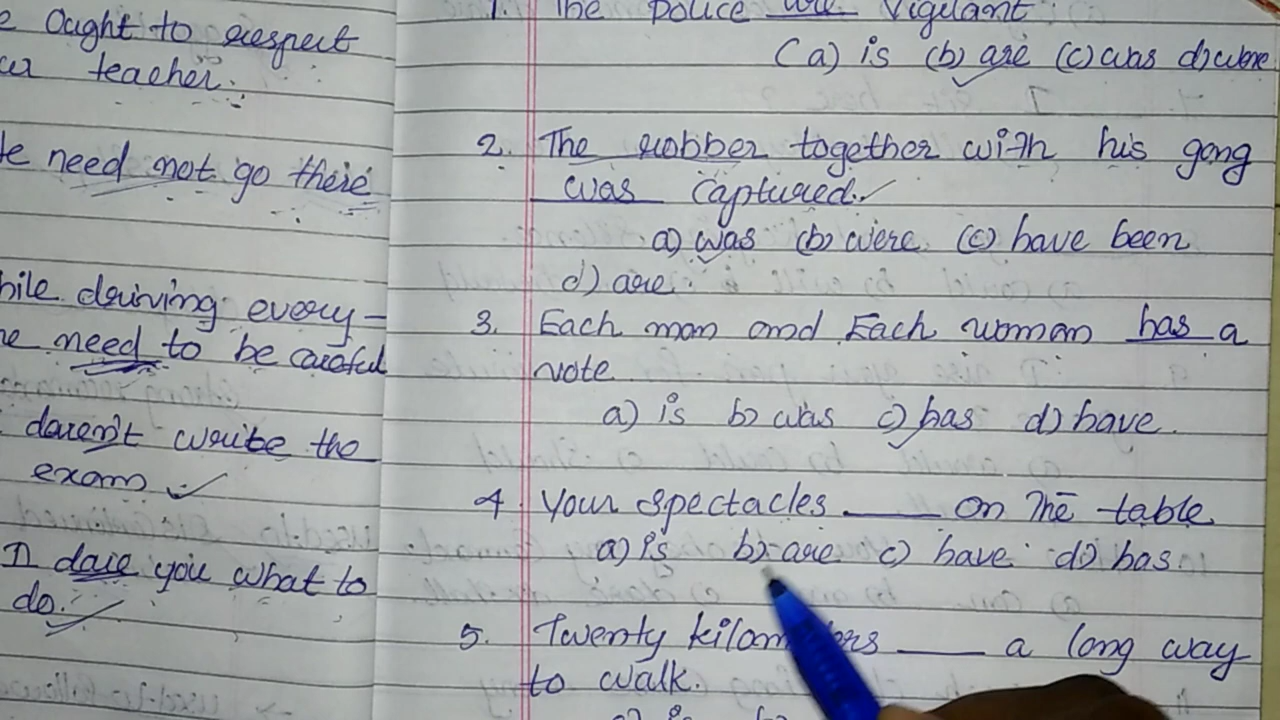 Ought to respect
teacher.
need not go there
driving every-
need to be careful
daren't write the
exam
I dare you what to
do.
1. The Police are Vigilant.
(a) is (b) are (c) was d) were
2. The robber together with his gang
was captured.
a) was (b) were (c) have been
d) are.
3. Each man and Each woman has a
vote
a) is b) was c) has d) have.
4. Your spectacles ____ on The table
a) is b) are c) have d) has
5. Twenty ____ a long way
to walk.